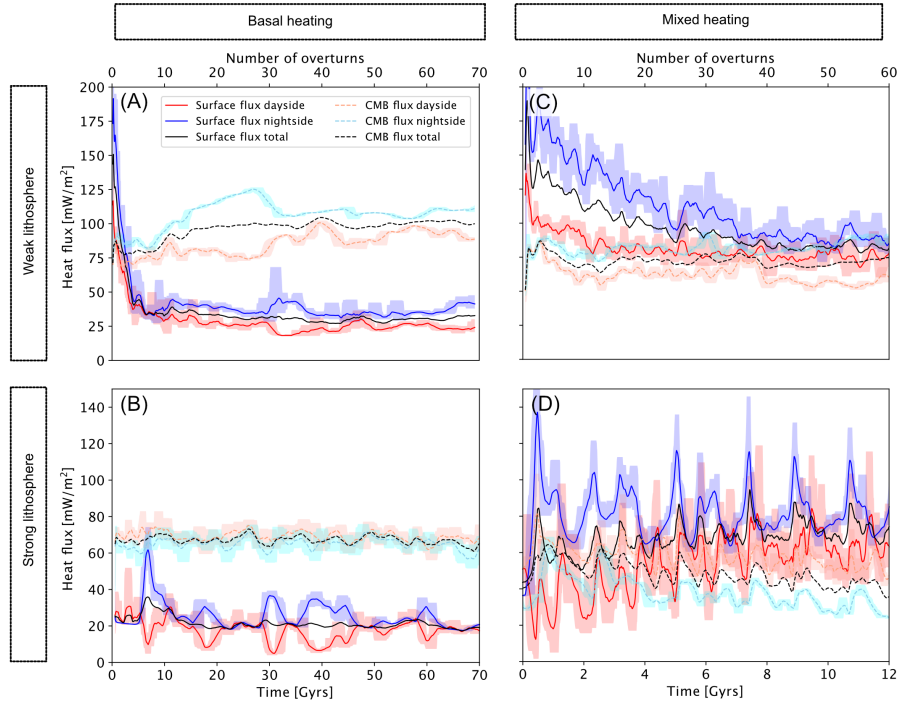 Basal heating
Mixed heating
Number of overturns
Number of overturns
0 10 20 30 40 50 60 70
0 10 20 30 40 50 60
Weak lithosphere
Heat flux [mW/m²]
200
175
150
125
100
75
50
25
0
(A)
Surface flux dayside
Surface flux nightside
Surface flux total
CMB flux dayside
CMB flux nightside
CMB flux total
(C)
Strong lithosphere
Heat flux [mW/m²]
140
120
100
80
60
40
20
0
(B)
(D)
0 10 20 30 40 50 60 70
0 2 4 6 8 10 12
Time [Gyrs]
Time [Gyrs]